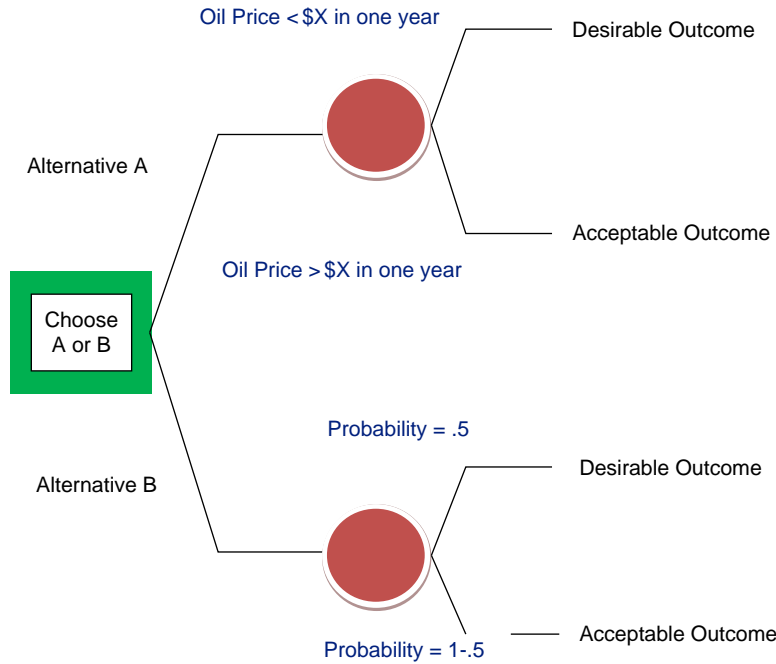 Oil Price < $X in one year
Desirable Outcome
Alternative A
Acceptable Outcome
Oil Price > $X in one year
Choose
A or B
Probability = .5
Desirable Outcome
Alternative B
Acceptable Outcome
Probability = 1-.5